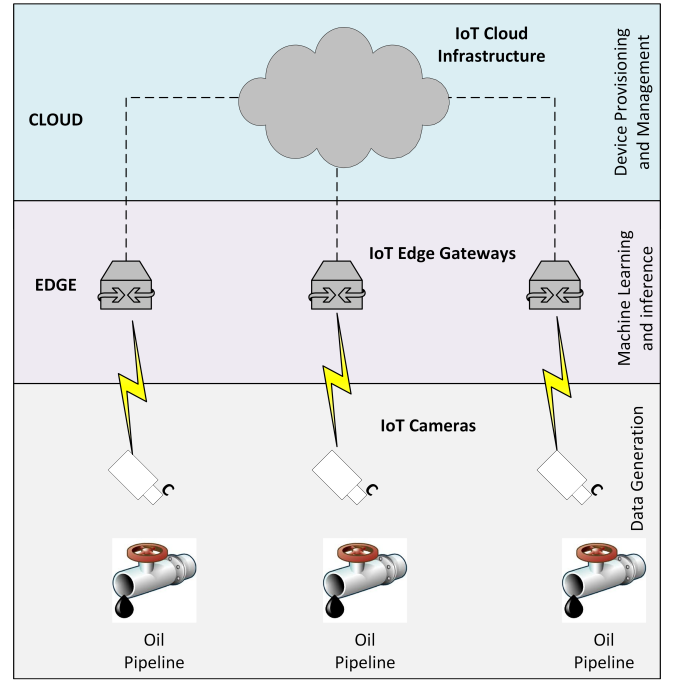 IoT Cloud
Infrastructure
CLOUD
Device Provisioning
and Management
IoT Edge Gateways
EDGE
Machine Learning
and inference
IoT Cameras
Data Generation
Oil
Pipeline
Oil
Pipeline
Oil
Pipeline